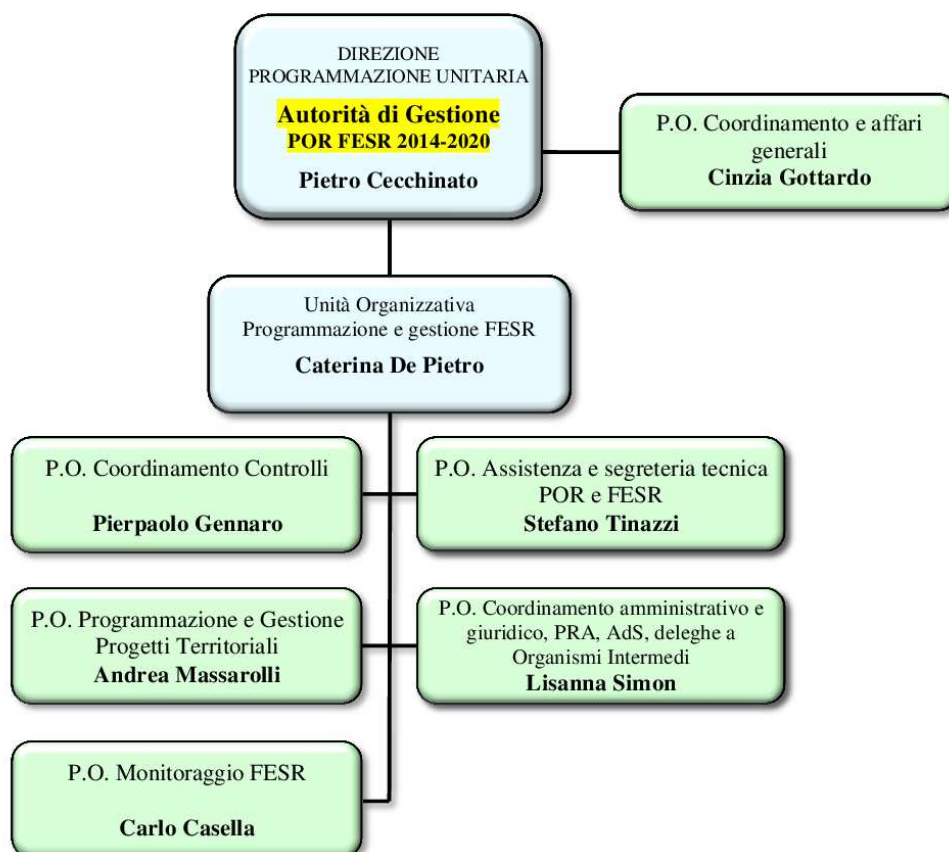 DIREZIONE
PROGRAMMAZIONE UNITARIA
Autorità di Gestione
POR FESR 2014-2020
Pietro Cecchinato
P.O. Coordinamento e affari
generali
Cinzia Gottardo
Unità Organizzativa
Programmazione e gestione FESR
Caterina De Pietro
P.O. Coordinamento Controlli
Pierpaolo Gennaro
P.O. Assistenza e segreteria tecnica
POR e FESR
Stefano Tinazzi
P.O. Programmazione e Gestione
Progetti Territoriali
Andrea Massarolli
P.O. Coordinamento amministrativo e
giuridico, PRA, AdS, deleghe a
Organismi Intermedi
Lisanna Simon
P.O. Monitoraggio FESR
Carlo Casella